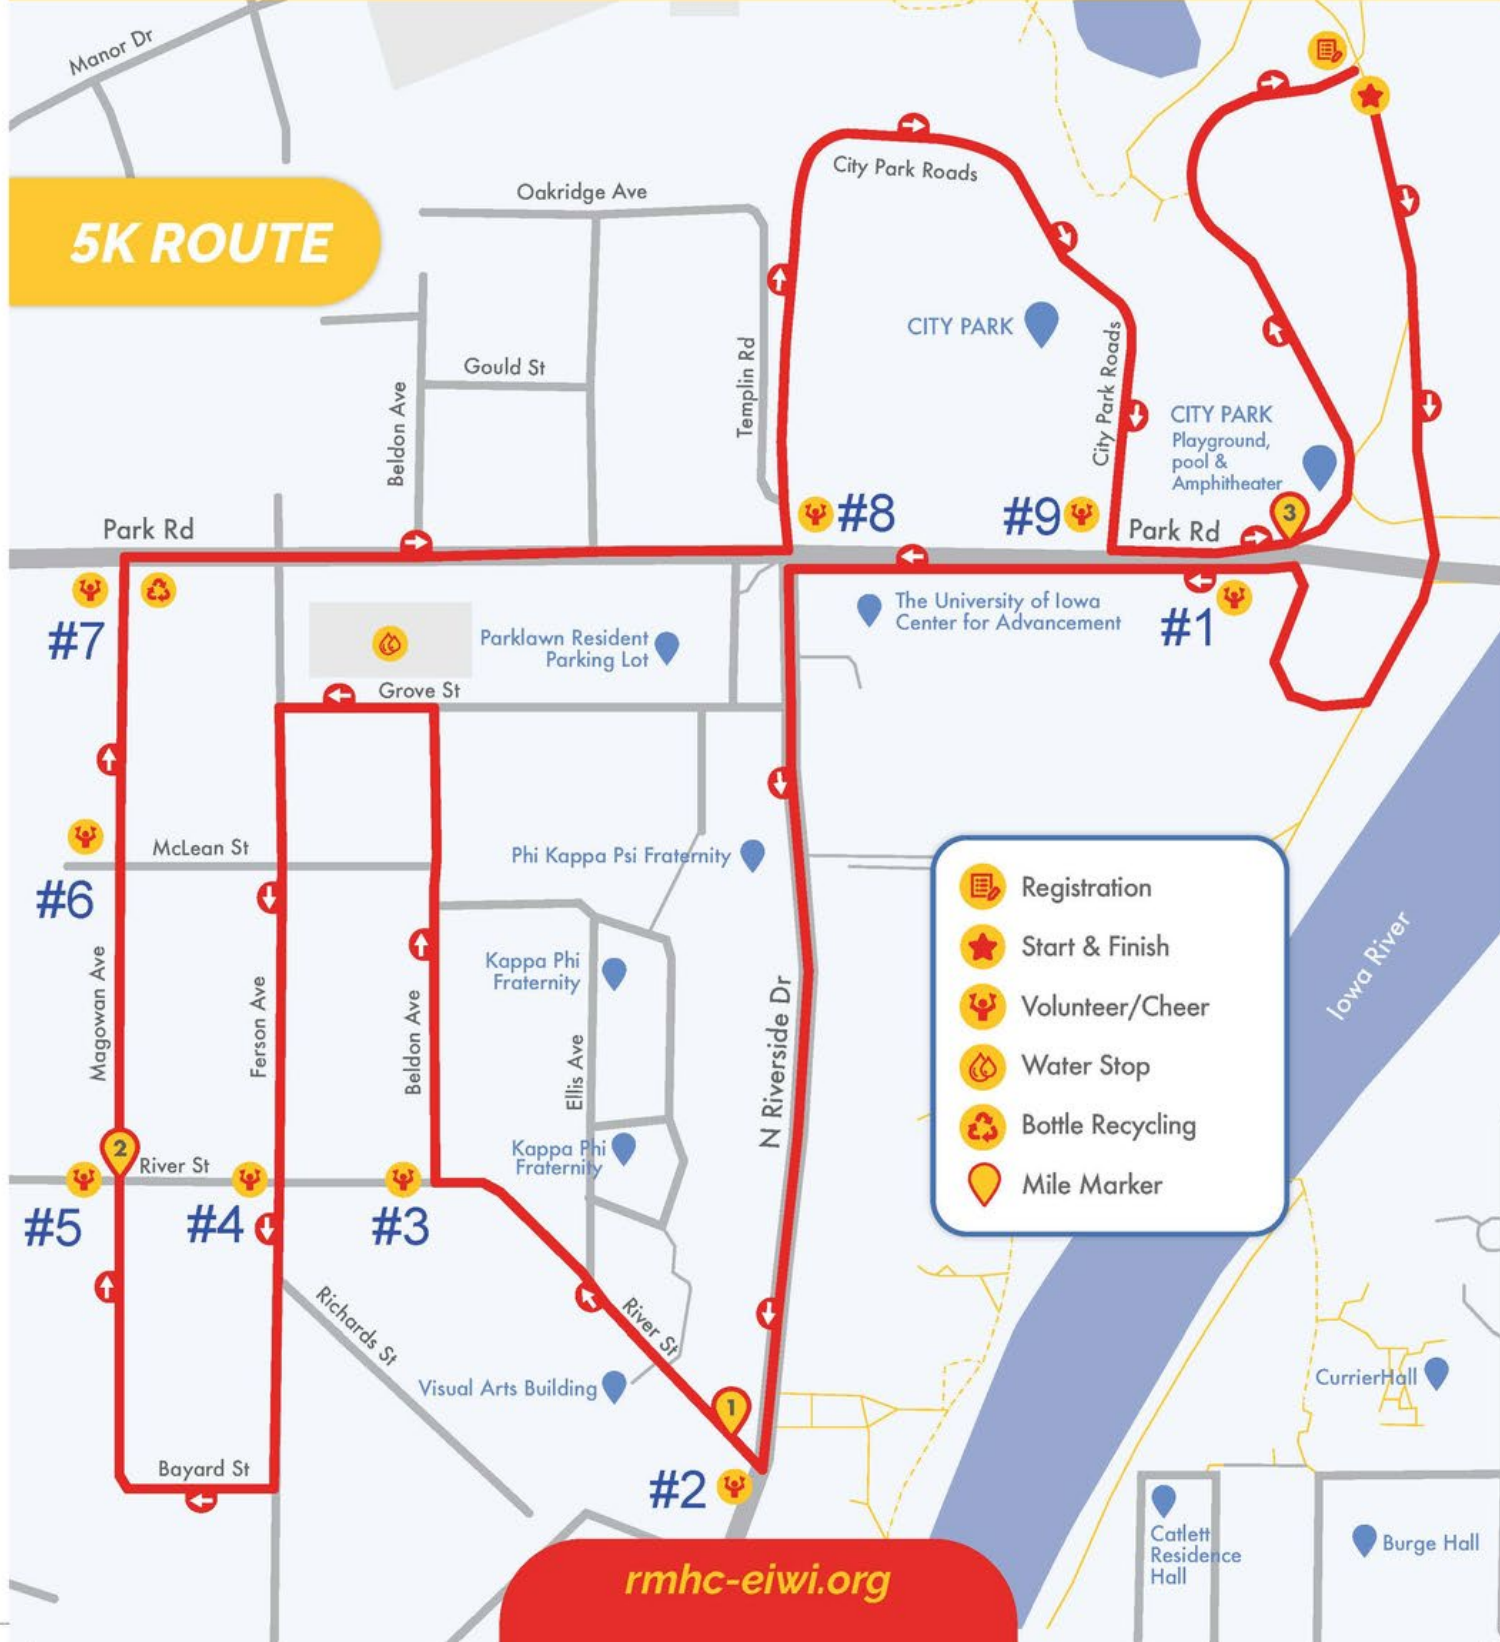 Manor Dr
5K ROUTE
Oakridge Ave
City Park Roads
Gould St
Beldon Ave
Templin Rd
CITY PARK
City Park Roads
CITY PARK
Playground,
pool &
Amphitheater
Park Rd
#8
#9
Park Rd
3
#7
Parklawn Resident
Parking Lot
The University of Iowa
Center for Advancement
#1
Grove St
McLean St
#6
Phi Kappa Psi Fraternity
Magowan Ave
Ferson Ave
Beldon Ave
Kappa Phi
Fraternity
Ellis Ave
N Riverside Dr
Kappa Phi
Fraternity
2
River St
#5
#4
#3
Richards St
River St
Visual Arts Building
1
Bayard St
#2
Registration
Start & Finish
Volunteer/Cheer
Water Stop
Bottle Recycling
Mile Marker
Iowa River
CurrierHall
Catlett
Residence
Hall
Burge Hall
rmhc-eiwi.org